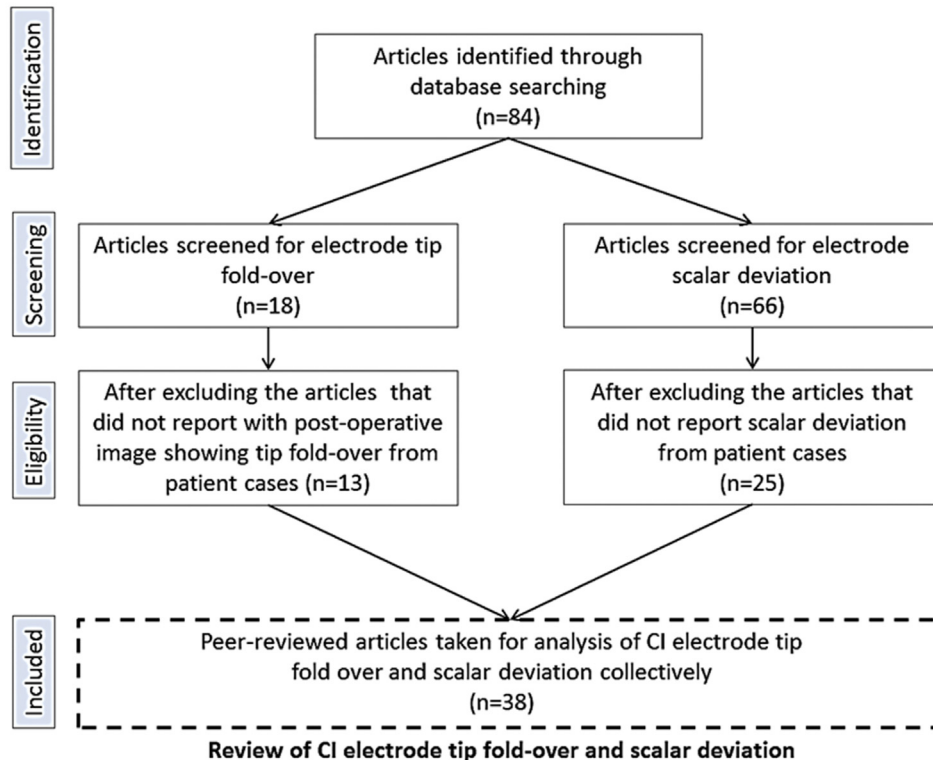 Identification
Articles identified through
database searching
(n=84)
Screening
Articles screened for electrode tip
fold-over
(n=18)
Articles screened for electrode
scalar deviation
(n=66)
Eligibility
After excluding the articles that
did not report with post-operative
image showing tip fold-over from
patient cases (n=13)
After excluding the articles that
did not report scalar deviation
from patient cases
(n=25)
Included
Peer-reviewed articles taken for analysis of CI electrode tip
fold over and scalar deviation collectively
(n=38)
Review of CI electrode tip fold-over and scalar deviation